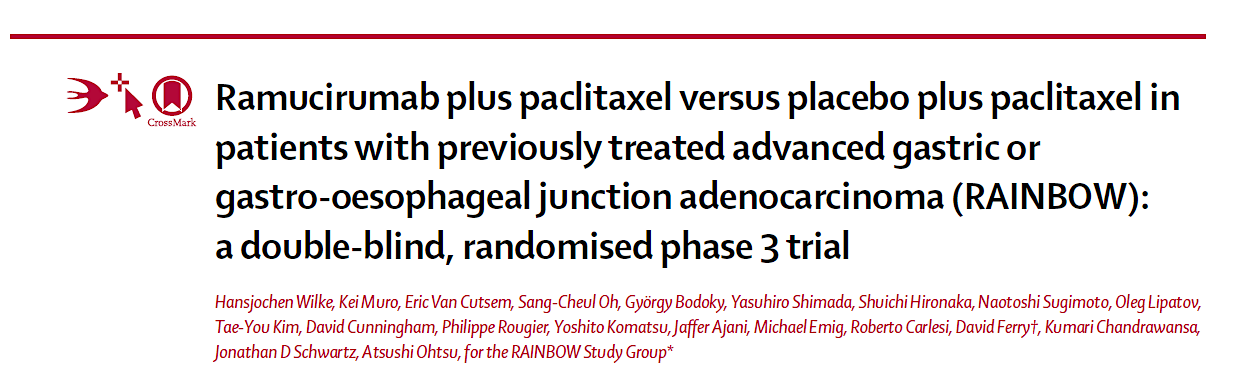 CrossMark
Ramucirumab plus paclitaxel versus placebo plus paclitaxel in
patients with previously treated advanced gastric or
gastro-oesophageal junction adenocarcinoma (RAINBOW):
a double-blind, randomised phase 3 trial
Hansjochen Wilke, Kei Muro, Eric Van Cutsem, Sang-Cheul Oh, György Bodoky, Yasuhiro Shimada, Shuichi Hironaka, Naotoshi Sugimoto, Oleg Lipatov,
Tae-You Kim, David Cunningham, Philippe Rougier, Yoshito Komatsu, Jaffer Ajani, Michael Emig, Roberto Carlesi, David Ferry†, Kumari Chandrawansa,
Jonathan D Schwartz, Atsushi Ohtsu, for the RAINBOW Study Group*